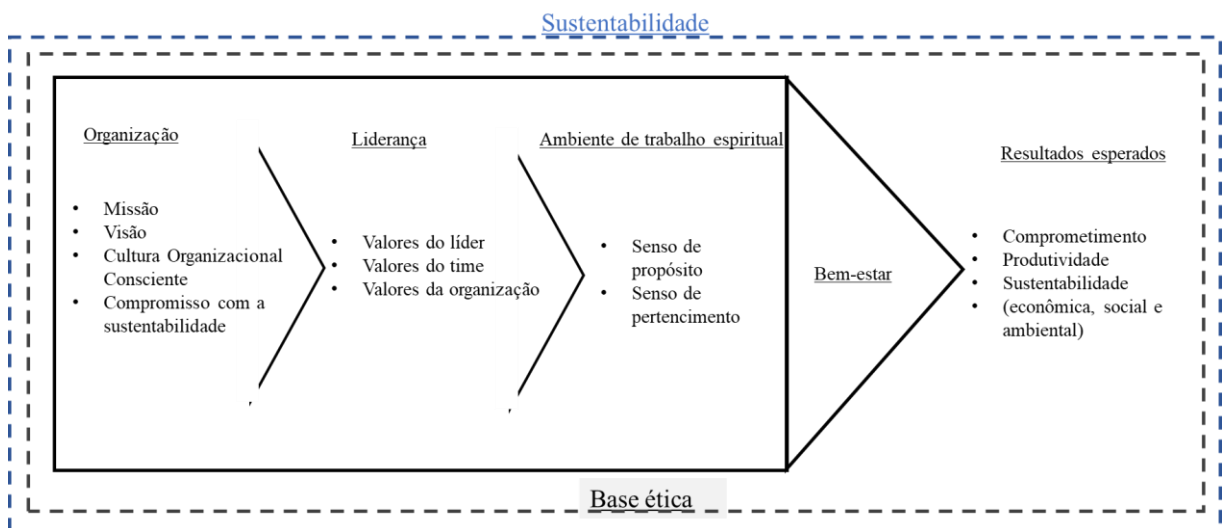 Sustentabilidade
Organização
• Missão
• Visão
• Cultura Organizacional
Consciente
• Compromisso com a
sustentabilidade
Liderança
• Valores do líder
• Valores do time
• Valores da organização
Ambiente de trabalho espiritual
• Senso de
propósito
• Senso de
pertencimento
Bem-estar
Resultados esperados
• Comprometimento
• Produtividade
• Sustentabilidade
• (econômica, social e
ambiental)
Base ética